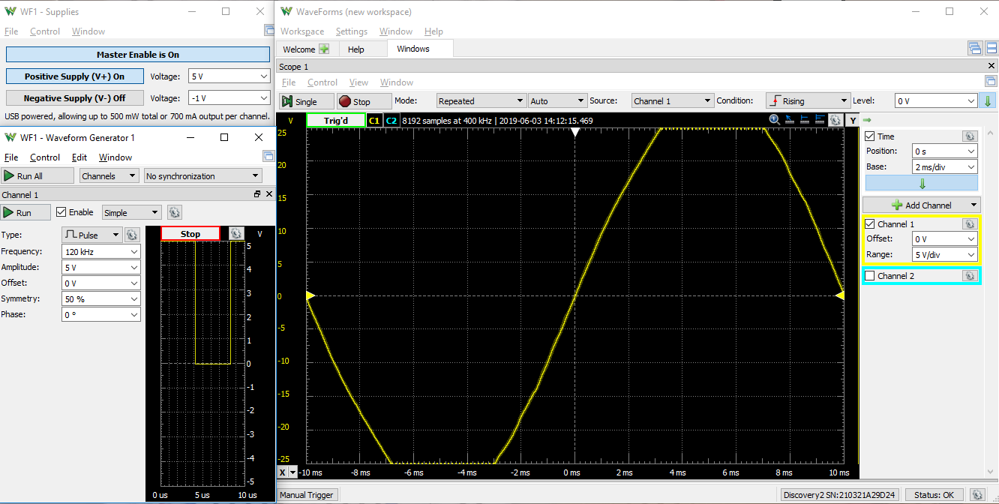 WF1 - Supplies
File Control Window
Master Enable is On
Positive Supply (V+) On Voltage: 5 V
Negative Supply (V-) Off Voltage: -1 V
USB powered, allowing up to 500 mW total or 700 mA output per channel.
WF1 - Waveform Generator 1
File Control Edit Window
Run All Channels No synchronization
Channel 1
Run Enable Simple
Type: Pulse
Frequency: 120 kHz
Amplitude: 5 V
Offset: 0 V
Symmetry: 50 %
Phase: 0 º
Stop V
5
4
3
2
1
0
-1
-2
-3
-4
-5
0 us 5 us 10 us
WaveForms (new workspace)
Workspace Settings Window Help
Welcome Help Windows
Scope 1
File Control View Window
Single Stop Mode: Repeated Auto Source: Channel 1 Condition: Rising Level: 0 V
V Trig'd C1 C2 8192 samples at 400 kHz | 2019-06-03 14:12:15.469 Y
25
20
15
10
5
0
-5
-10
-15
-20
-25
X -10 ms -8 ms -6 ms -4 ms -2 ms 0 ms 2 ms 4 ms 6 ms 8 ms 10 ms
Time
Position: 0 s
Base: 2 ms/div
Add Channel
Channel 1
Offset: 0 V
Range: 5 V/div
Channel 2
Manual Trigger Discovery2 SN:210321A29D24 Status: OK